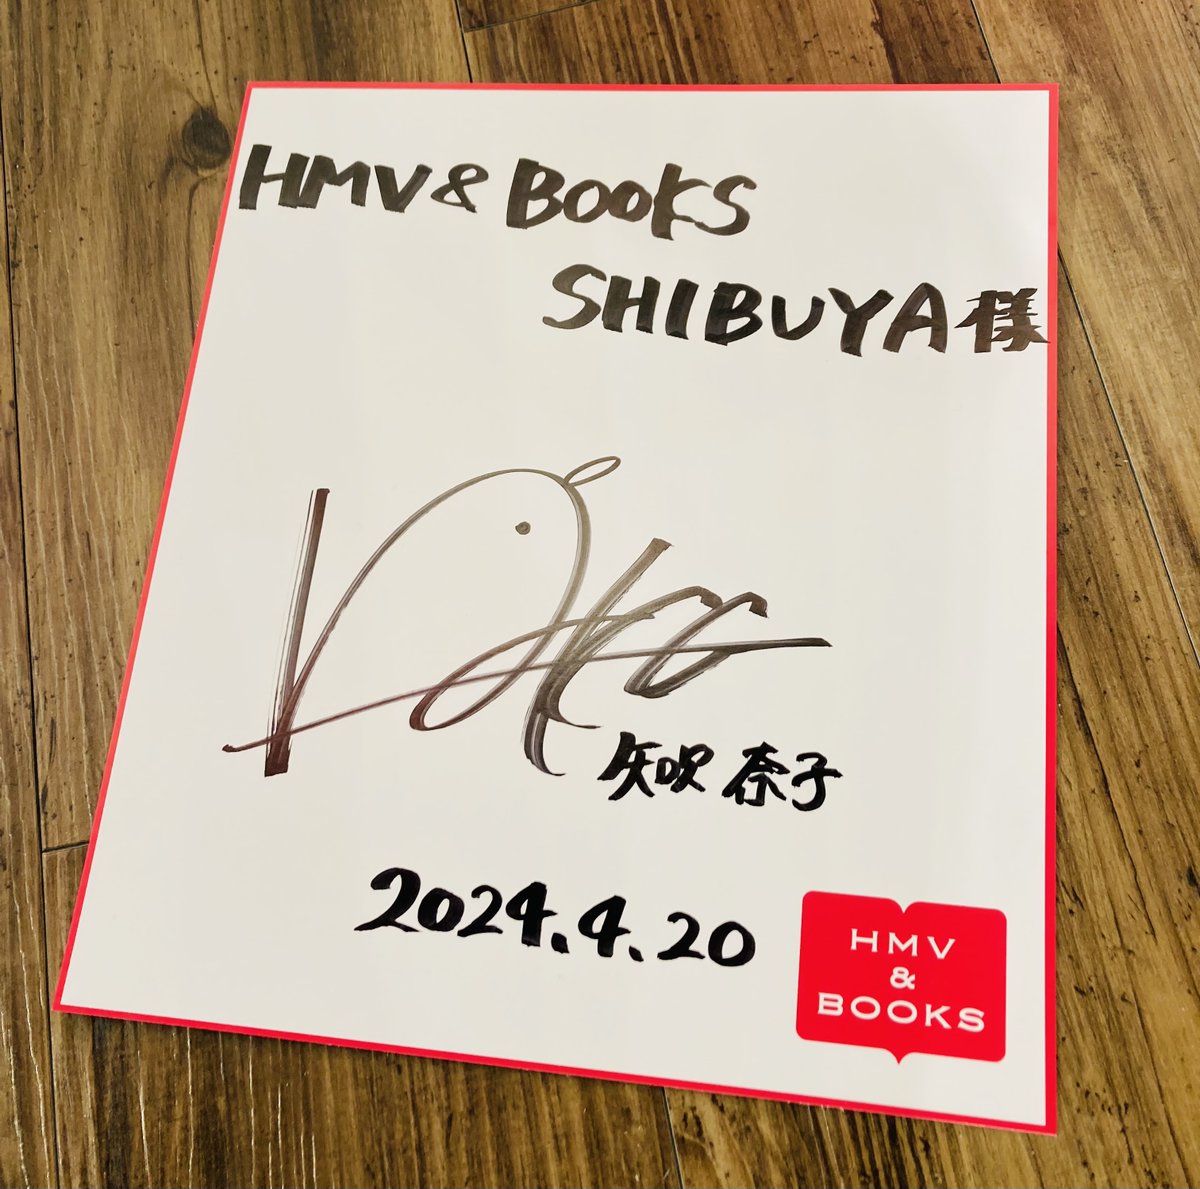 HMV & BOOKS
SHIBUYA様
矢吹 奈子
2024.4.20
HMV
&
BOOKS